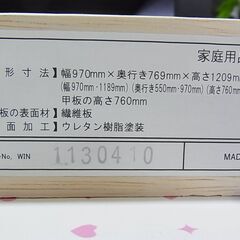 家庭用品
形 寸 法】幅970mm×奥行き769mm×高さ1209m
(幅970mm・1189mm)(奥行き550mm・970mm)(高さ760mm
甲板の高さ760mm
板の表面材】繊維板
面 加 工】ウレタン樹脂塗装
-No, WIN 1130410 MAD